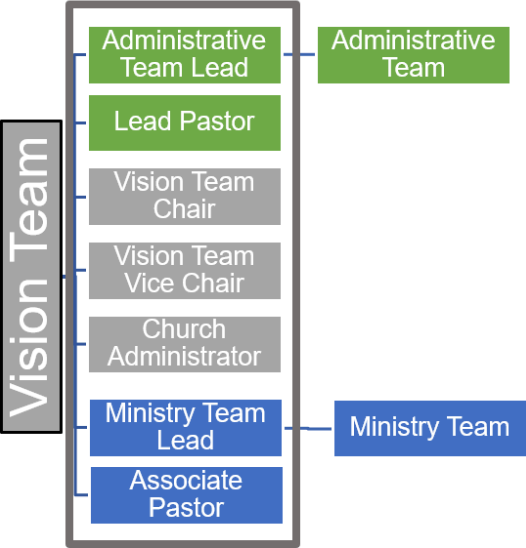 Vision Team
Administrative
Team Lead
Administrative
Team
Lead Pastor
Vision Team
Chair
Vision Team
Vice Chair
Church
Administrator
Ministry Team
Lead
Ministry Team
Associate
Pastor